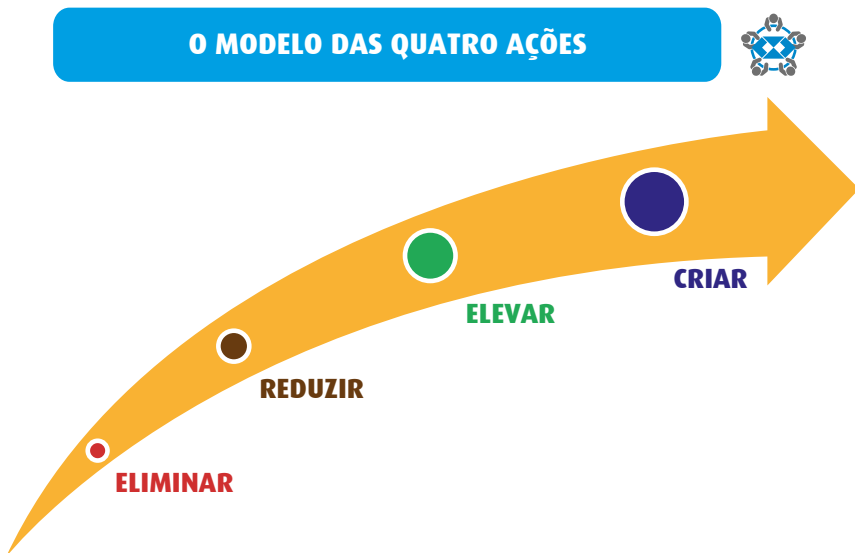 O MODELO DAS QUATRO AÇÕES
CRIAR
ELEVAR
REDUZIR
ELIMINAR